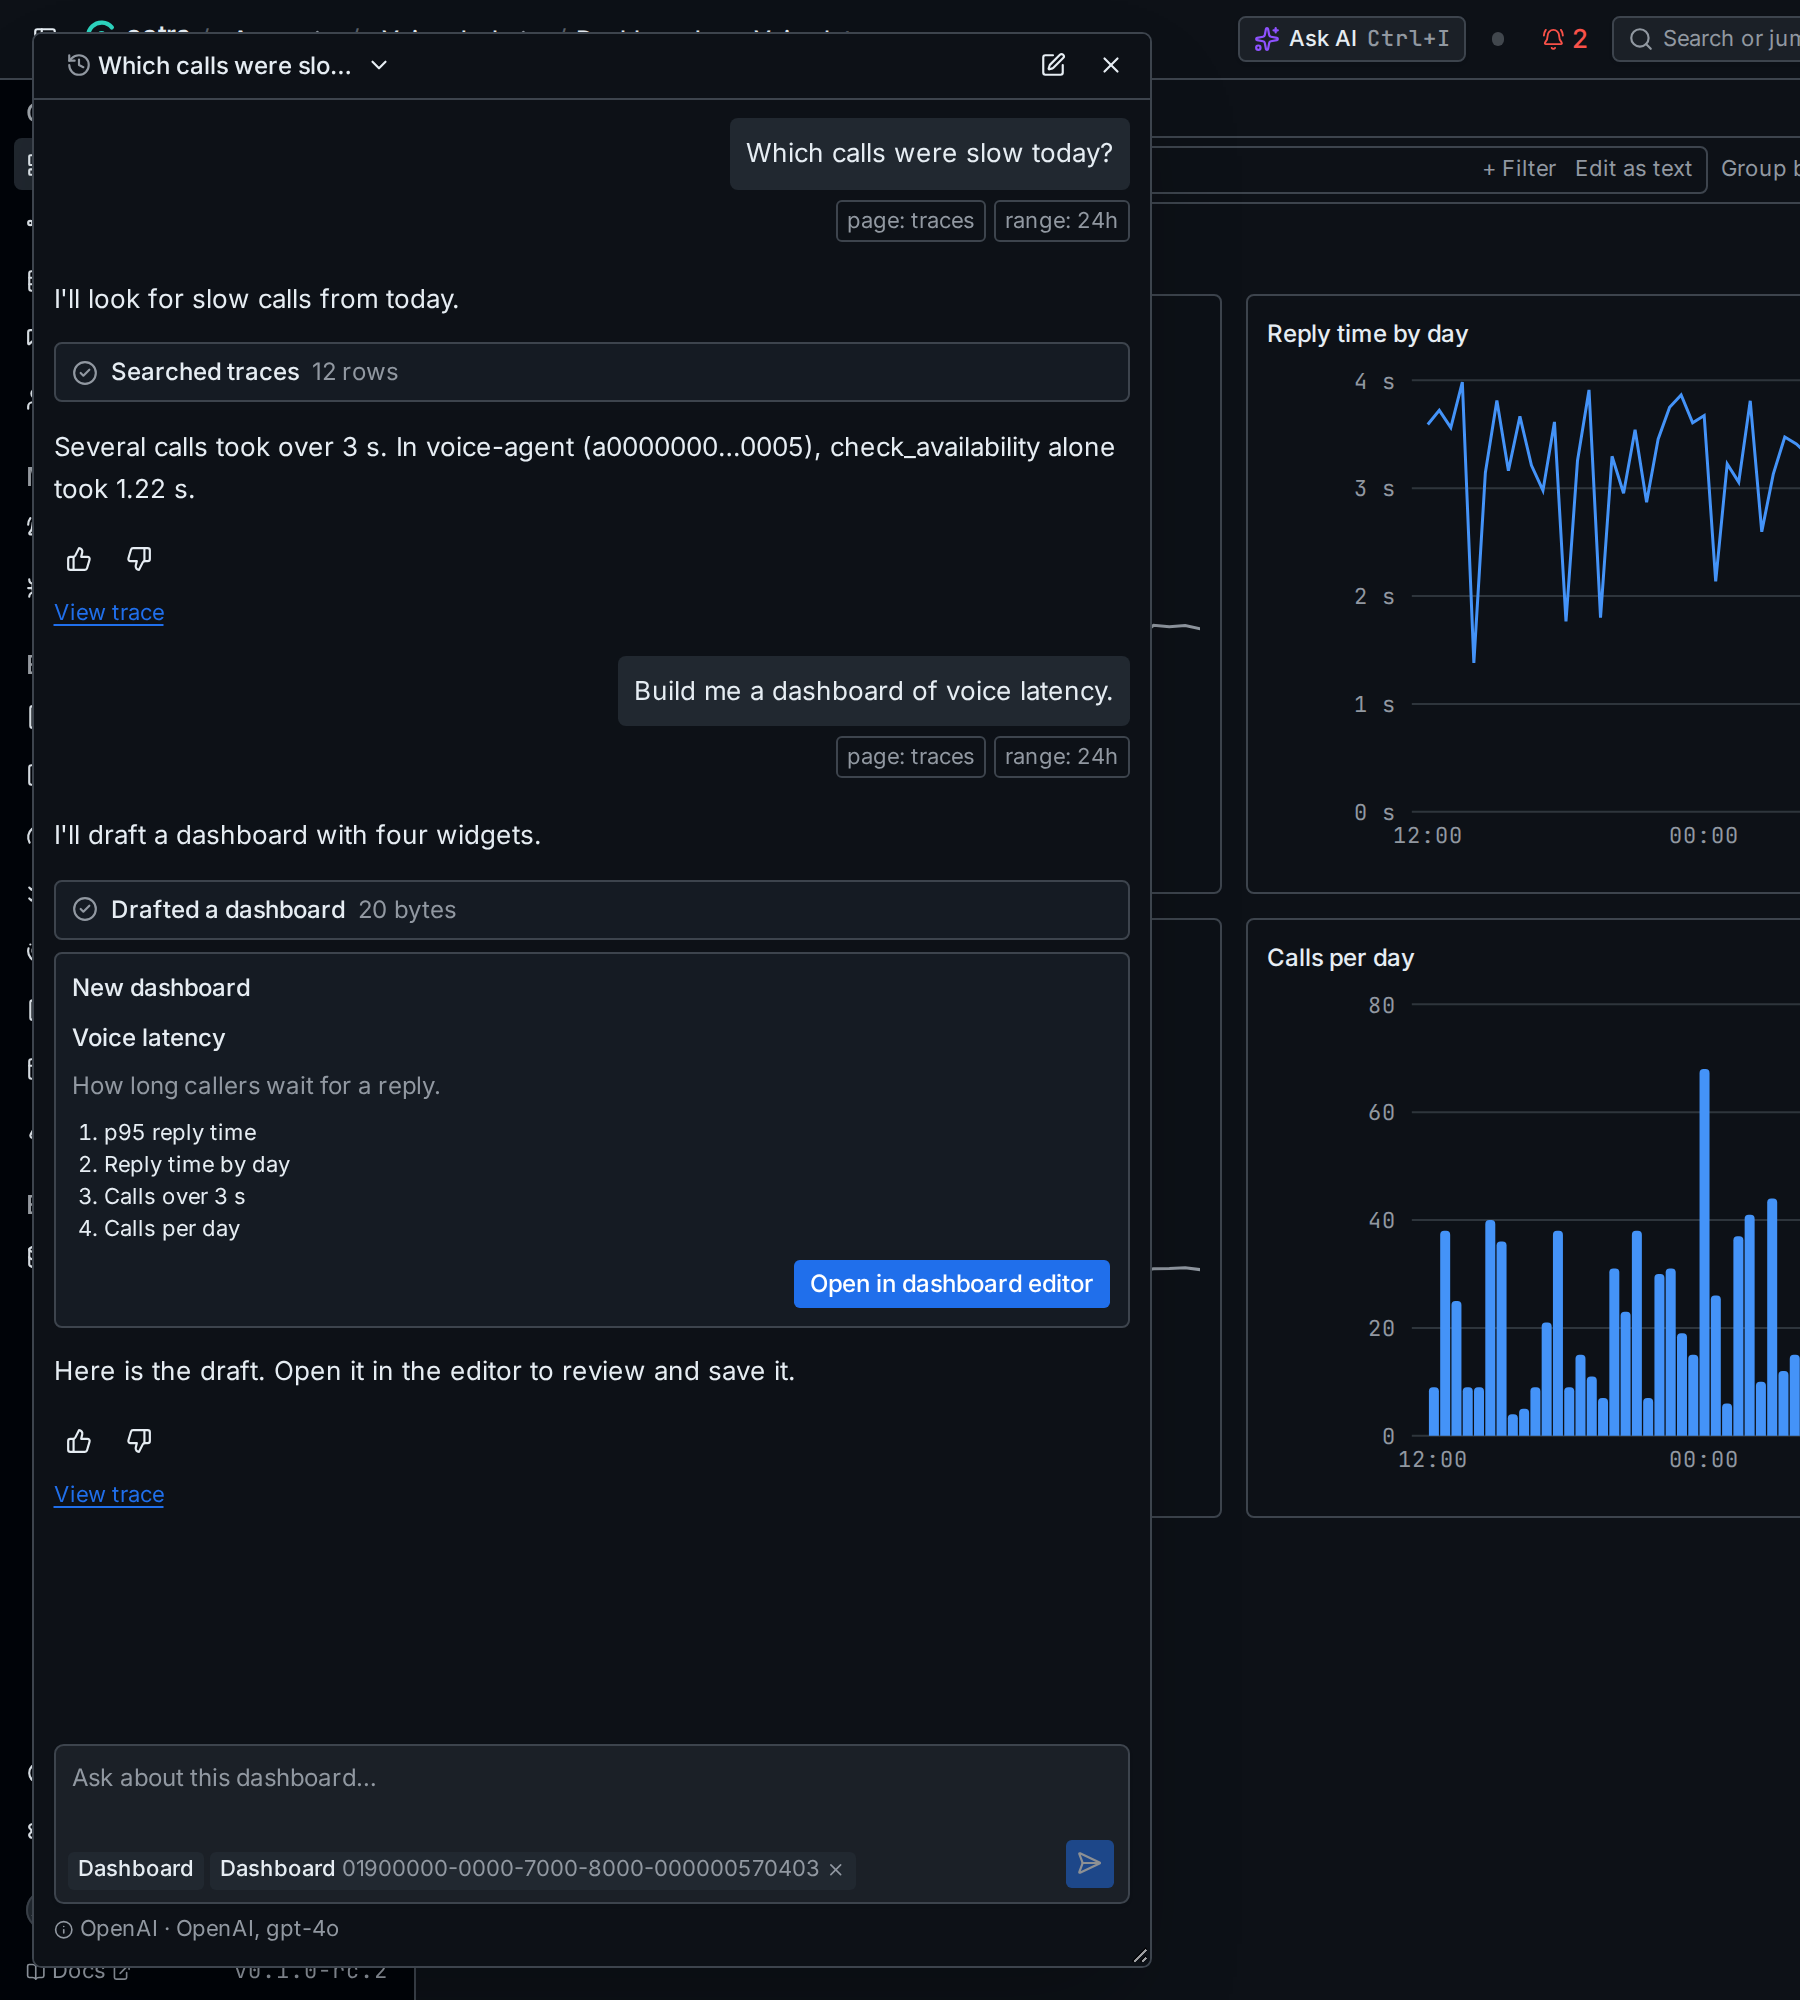 Ask AI Ctrl+I
2
Search or jum
Which calls were slo...
Which calls were slow today?
page: traces range: 24h
+ Filter Edit as text Group b
I'll look for slow calls from today.
Searched traces 12 rows
Several calls took over 3 s. In voice-agent (a0000000...0005), check_availability alone
took 1.22 s.
View trace
Build me a dashboard of voice latency.
page: traces range: 24h
I'll draft a dashboard with four widgets.
Drafted a dashboard 20 bytes
New dashboard
Voice latency
How long callers wait for a reply.
1. p95 reply time
2. Reply time by day
3. Calls over 3 s
4. Calls per day
Open in dashboard editor
Here is the draft. Open it in the editor to review and save it.
View trace
Ask about this dashboard...
Dashboard Dashboard 01900000-0000-7000-8000-000000570403
OpenAI · OpenAI, gpt-4o
Docs v0.1.0-rc.2
Reply time by day
4 s
3 s
2 s
1 s
0 s
12:00 00:00
Calls per day
80
60
40
20
0
12:00 00:00